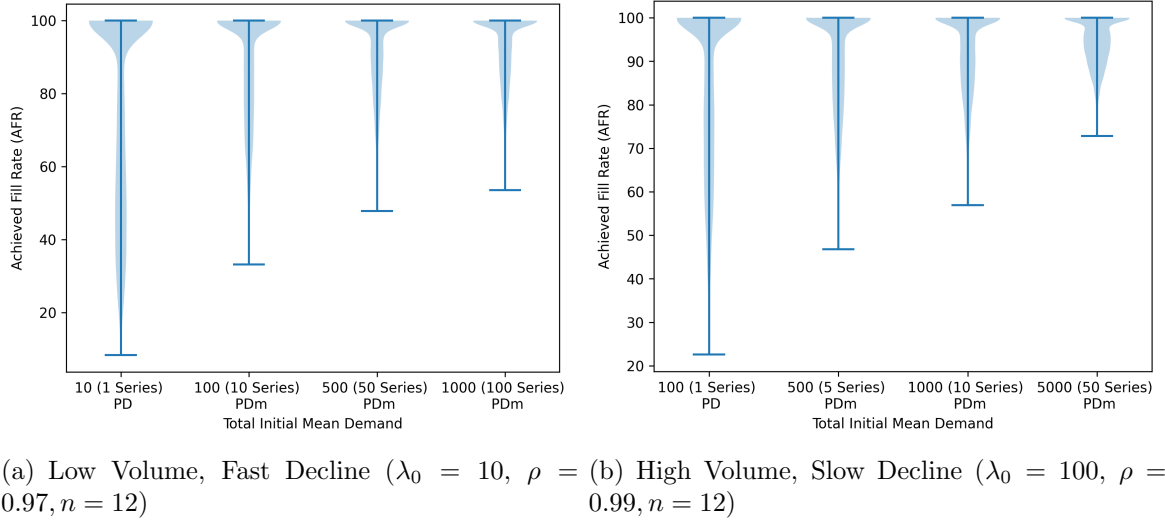 100
80
60
40
20
Achieved Fill Rate (AFR)
10 (1 Series)
PD
100 (10 Series)
PDm
500 (50 Series)
PDm
1000 (100 Series)
PDm
Total Initial Mean Demand
100
90
80
70
60
50
40
30
20
Achieved Fill Rate (AFR)
100 (1 Series)
PD
500 (5 Series)
PDm
1000 (10 Series)
PDm
5000 (50 Series)
PDm
Total Initial Mean Demand
(a) Low Volume, Fast Decline (λ₀ = 10, ρ =
0.97, n = 12)
(b) High Volume, Slow Decline (λ₀ = 100, ρ =
0.99, n = 12)